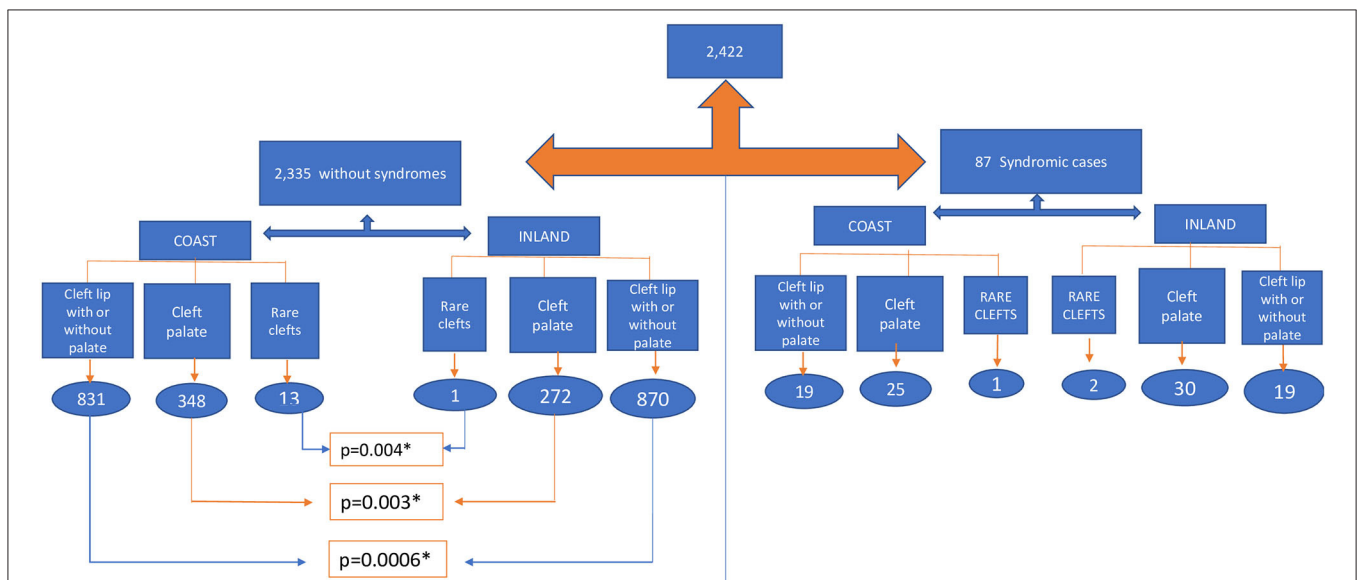 2,422
2,335 without syndromes
87 Syndromic cases
COAST
INLAND
COAST
INLAND
Cleft lip
with or
without
palate
Cleft
palate
Rare
clefts
Rare
clefts
Cleft
palate
Cleft lip
with or
without
palate
Cleft lip
with or
without
palate
Cleft
palate
RARE
CLEFTS
RARE
CLEFTS
Cleft
palate
Cleft lip
with or
without
palate
831
348
13
1
272
870
19
25
1
2
30
19
p=0.004*
p=0.003*
p=0.0006*